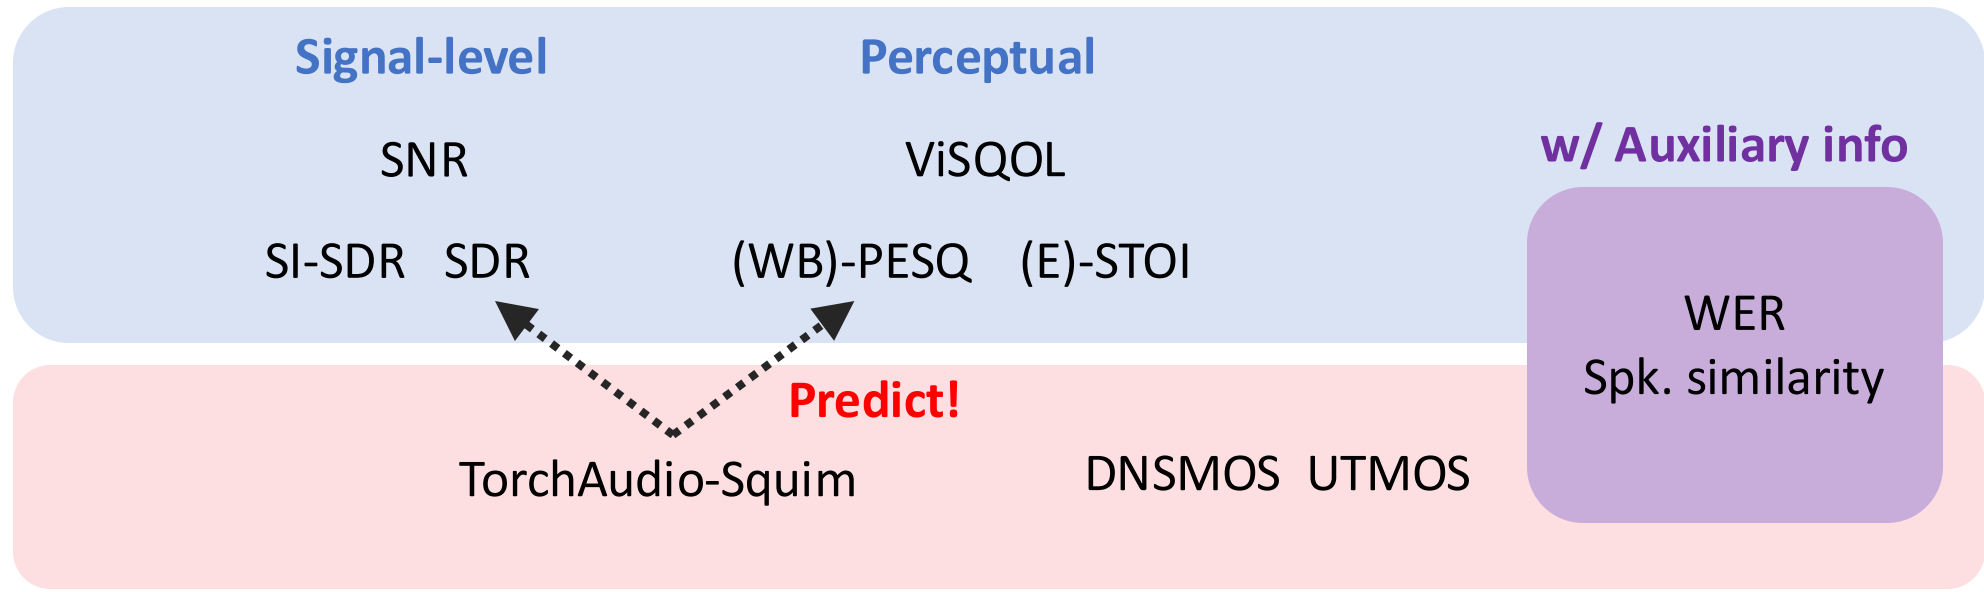 Signal-level Perceptual
SNR ViSQOL
w/ Auxiliary info
SI-SDR SDR (WB)-PESQ (E)-STOI
WER
Spk. similarity
Predict!
TorchAudio-Squim DNSMOS UTMOS